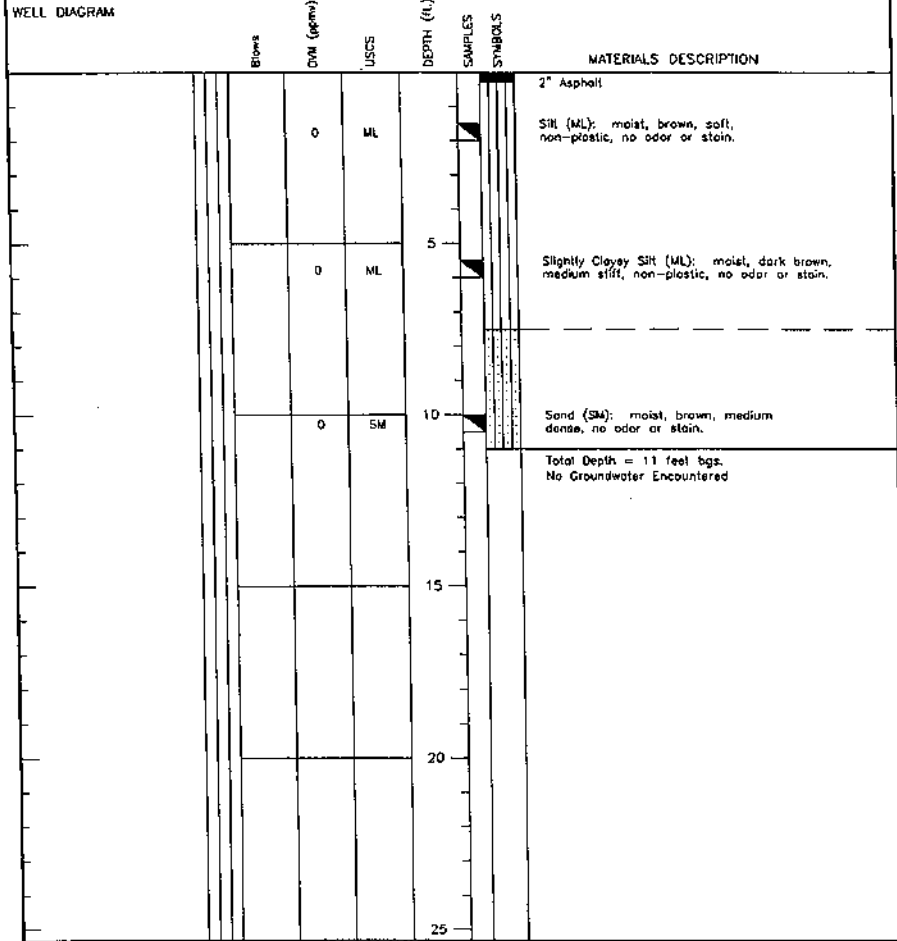 WELL DIAGRAM
Blows
OVM (ppmv)
USCS
DEPTH (ft.)
SAMPLES
SYMBOLS
MATERIALS DESCRIPTION
2" Asphalt
0 ML
Silt (ML): moist, brown, soft,
non-plastic, no odor or stain.
5
0 ML
Slightly Clayey Silt (ML): moist, dark brown,
medium stiff, non-plastic, no odor or stain.
10
0 SM
Sand (SM): moist, brown, medium
dense, no odor or stain.
Total Depth = 11 feet bgs.
No Groundwater Encountered
15
20
25